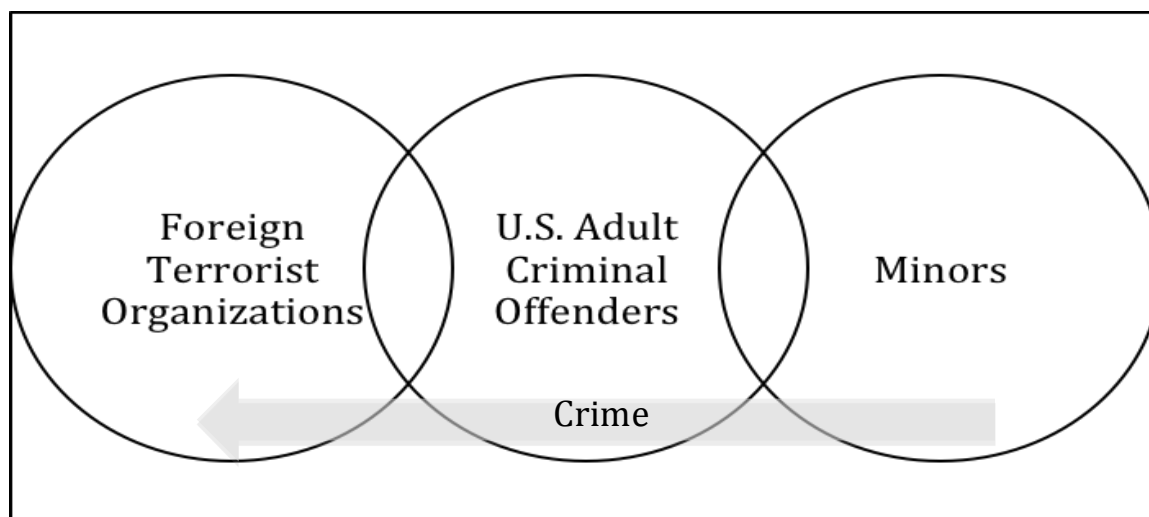 Foreign
Terrorist
Organizations
U.S. Adult
Criminal
Offenders
Minors
Crime